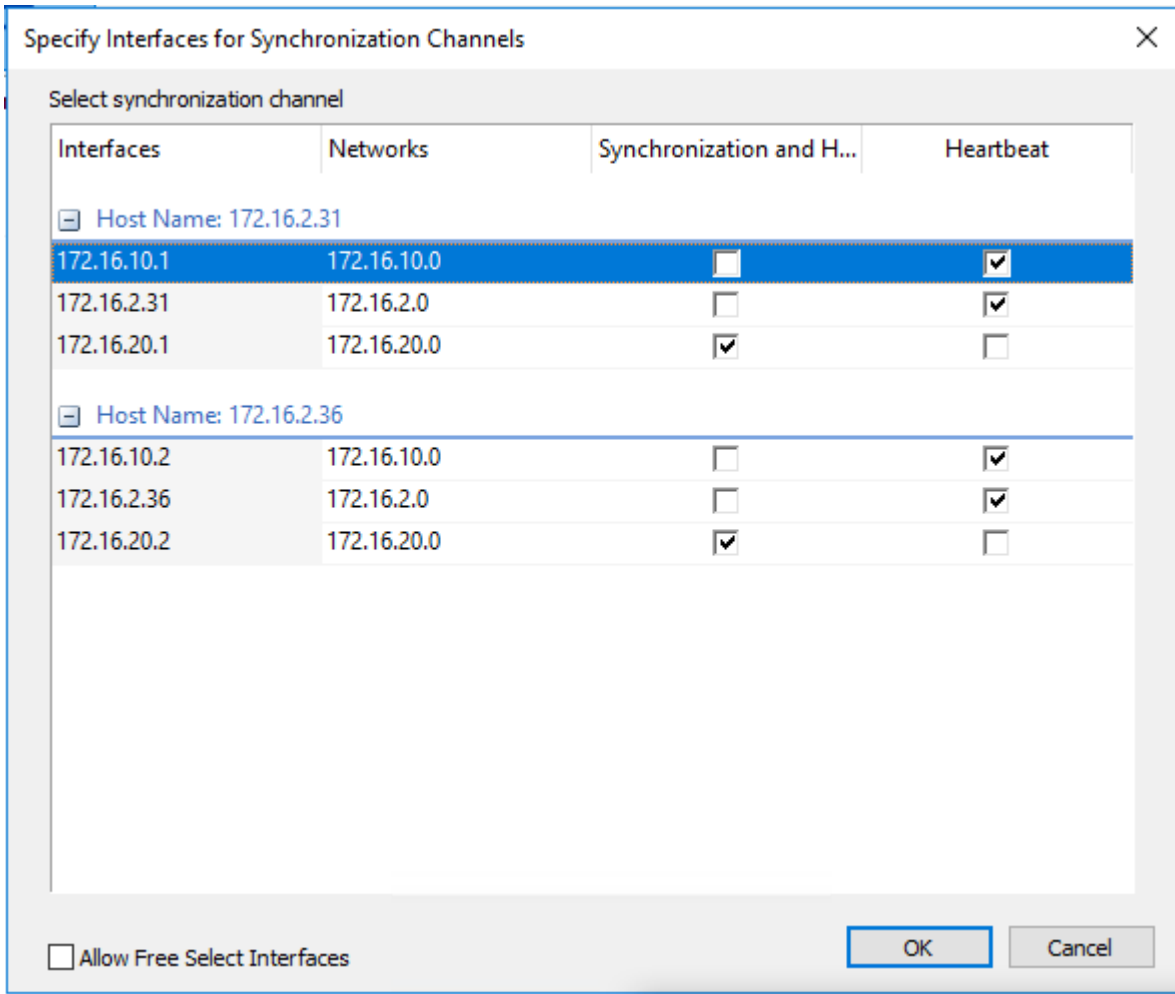 Specify Interfaces for Synchronization Channels
Select synchronization channel
Interfaces Networks Synchronization and H... Heartbeat
Host Name: 172.16.2.31
172.16.10.1 172.16.10.0
172.16.2.31 172.16.2.0
172.16.20.1 172.16.20.0
Host Name: 172.16.2.36
172.16.10.2 172.16.10.0
172.16.2.36 172.16.2.0
172.16.20.2 172.16.20.0
Allow Free Select Interfaces OK Cancel